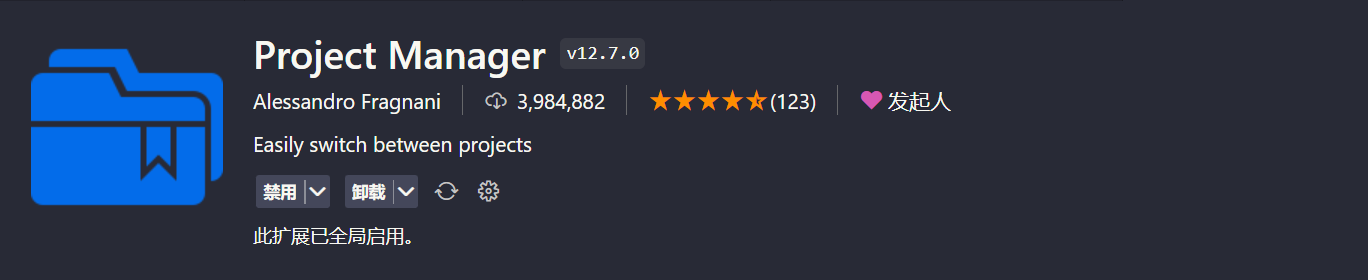 Project Manager v12.7.0
Alessandro Fragnani 3,984,882 (123) 发起人
Easily switch between projects
禁用 卸载
此扩展已全局启用。